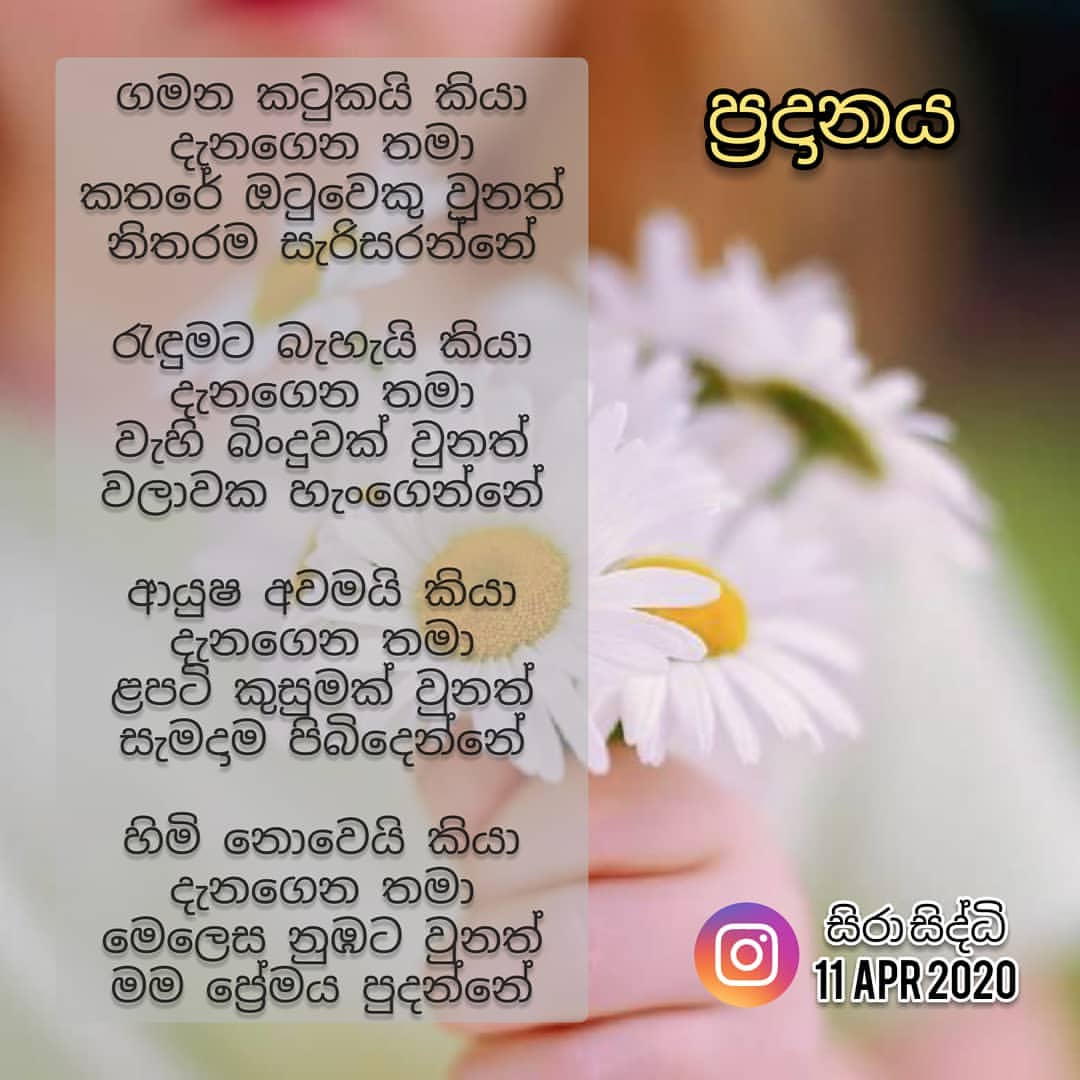 ප්‍රදානය
ගමන කටුකයි කියා
දැනගෙන තමා
කතරේ ඔටුවෙකු වුනත්
නිතරම සැරිසරන්නේ
රැඳුමට බැහැයි කියා
දැනගෙන තමා
වැහි බිංදුවක් වුනත්
වලාවක හැංගෙන්නේ
ආයුෂ අවමයි කියා
දැනගෙන තමා
ළපටි කුසුමක් වුනත්
සැමදාම පිබිදෙන්නේ
හිමි නොවෙයි කියා
දැනගෙන තමා
මෙලෙස නුඹට වුනත්
මම ප්‍රේමය පුදන්නේ
සිරා සිද්ධි
11 APR 2020